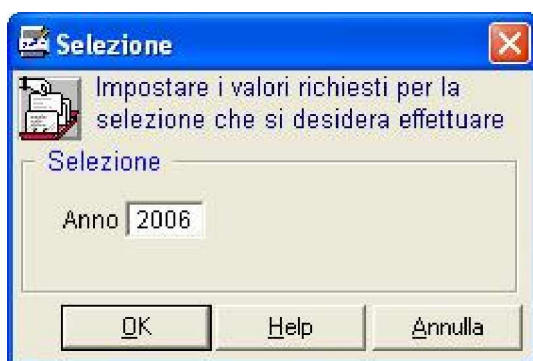 Selezione
Impostare i valori richiesti per la
selezione che si desidera effettuare
Selezione
Anno 2006
OK Help Annulla